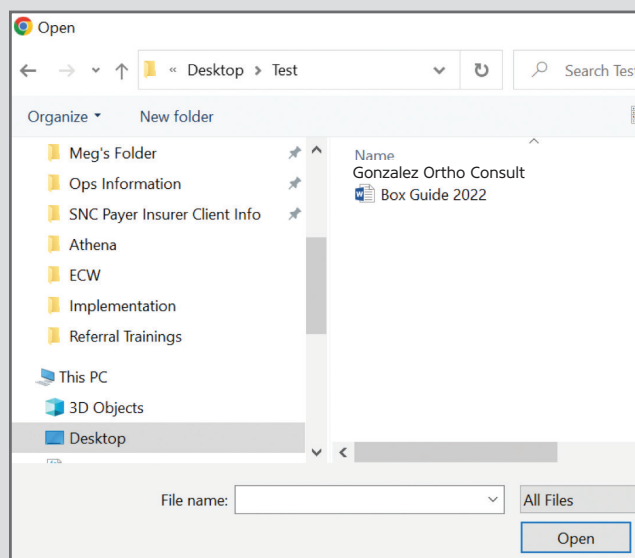 Open
« Desktop > Test
Search Test
Organize
New folder
Meg's Folder
Ops Information
SNC Payer Insurer Client Info
Athena
ECW
Implementation
Referral Trainings
This PC
3D Objects
Desktop
Name
Gonzalez Ortho Consult
Box Guide 2022
File name:
All Files
Open